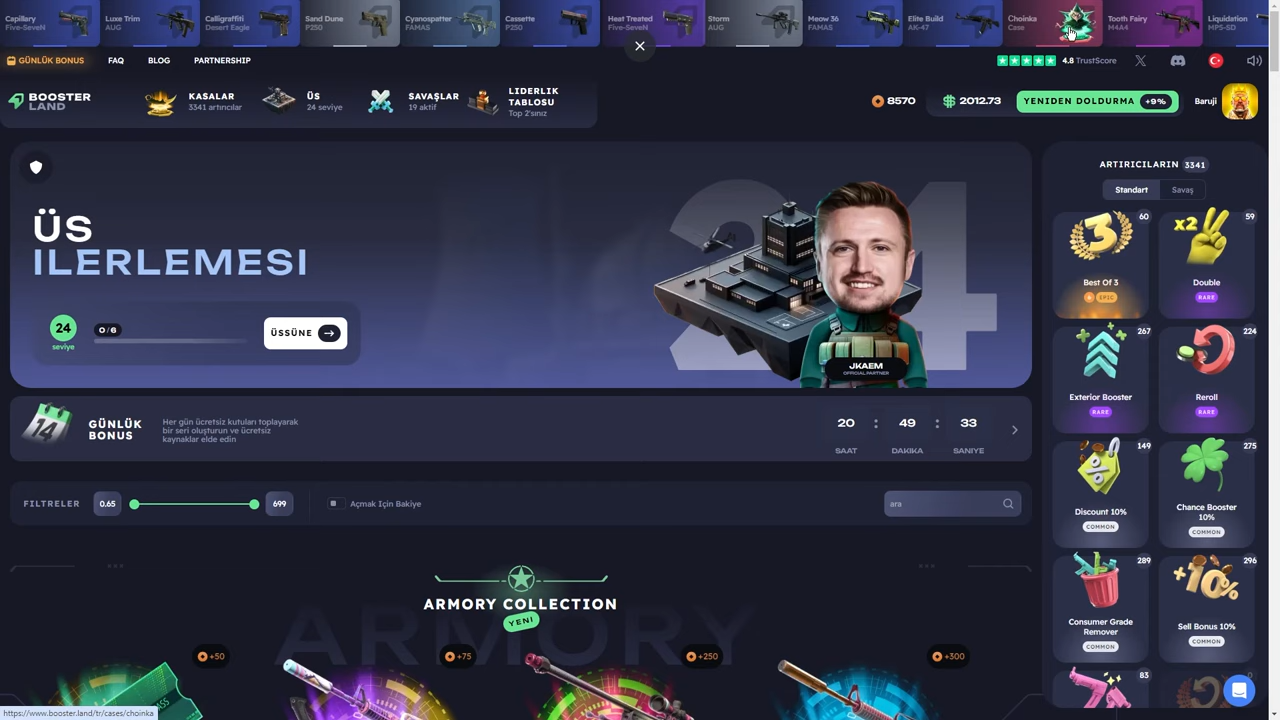 Capillary
Five-SeveN
Luxe Trim
AUG
Calligraffiti
Desert Eagle
Sand Dune
P250
Cyanospatter
FAMAS
Cassette
P250
Heat Treated
Five-SeveN
Storm
AUG
Meow 36
FAMAS
Elite Build
AK-47
Choinka
Case
Tooth Fairy
M4A4
Liquidation
MP5-SD
GÜNLÜK BONUS
FAQ
BLOG
PARTNERSHIP
4.8 TrustScore
BOOSTER
LAND
KASALAR
3341 artırıcılar
ÜS
24 seviye
SAVAŞLAR
19 aktif
LIDERLIK
TABLOSU
Top 2'sınız
8570
2012.73
YENIDEN DOLDURMA +9%
Baruji
ÜS
ILERLEMESI
24
24
seviye
0/6
ÜSSÜNE
JKAEM
OFFICIAL PARTNER
14
GÜNLÜK
BONUS
Her gün ücretsiz kutuları toplayarak
bir seri oluşturun ve ücretsiz
kaynaklar elde edin
20 : 49 : 33
SAAT DAKIKA SANIYE
FILTRELER
0.65
699
Açmak Için Bakiye
ara
ARMORY
ARMORY COLLECTION
YENI
+50
+75
+250
+300
ARTIRICILARIN 3341
Standart
Savaş
60
3
Best Of 3
EPIC
59
x2
Double
RARE
267
Exterior Booster
RARE
224
Reroll
RARE
149
%
Discount 10%
COMMON
275
Chance Booster
10%
COMMON
289
Consumer Grade
Remover
COMMON
296
+10%
Sell Bonus 10%
COMMON
83
https://www.booster.land/tr/cases/choinka